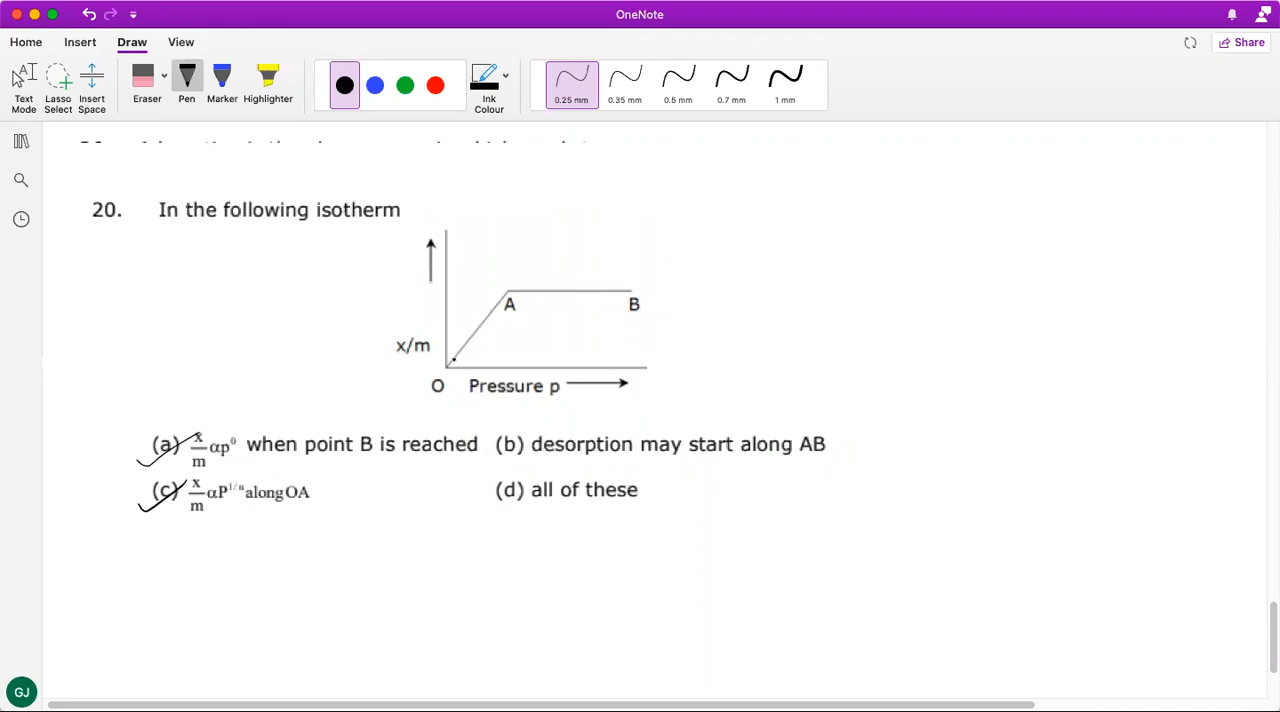 OneNote
Home Insert Draw View
Share
Text Mode
Lasso Select
Insert Space
Eraser
Pen
Marker
Highlighter
Ink Colour
0.25 mm 0.35 mm 0.5 mm 0.7 mm 1 mm
20. In the following isotherm
A B
x/m
O Pressure p
(a) x/m αp⁰ when point B is reached (b) desorption may start along AB
(c) x/m αP^1/n along OA (d) all of these
GJ